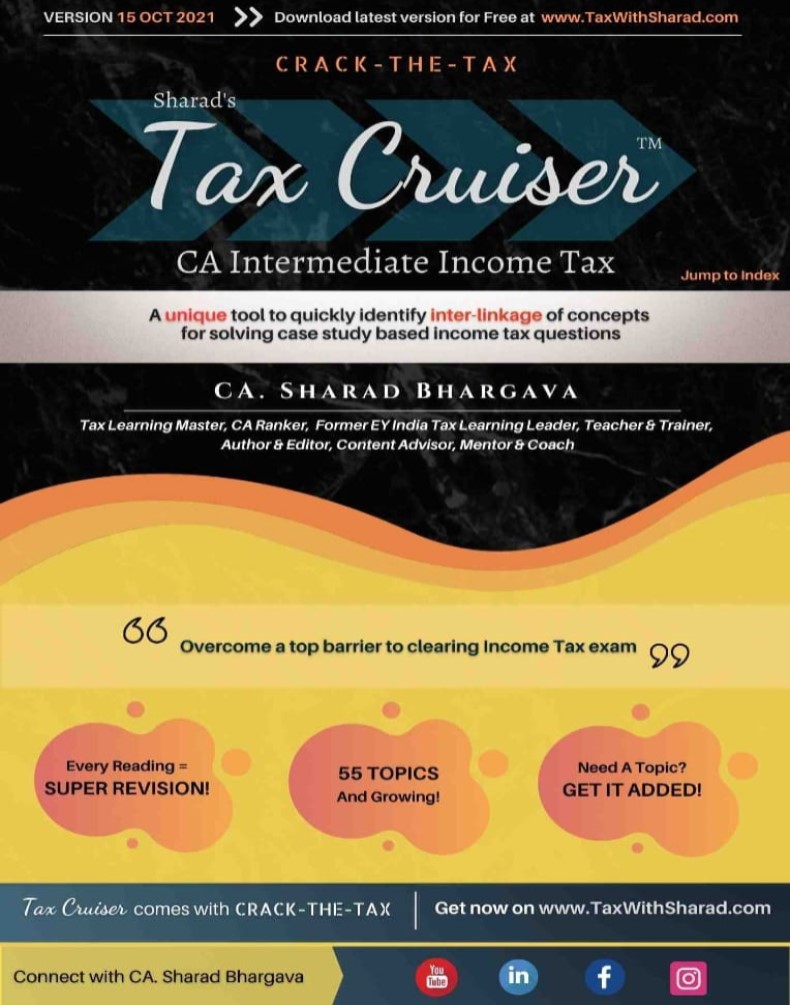 VERSION 15 OCT 2021 >> Download latest version for Free at www.TaxWithSharad.com
CRACK-THE-TAX
Sharad's
Tax Cruiser™
CA Intermediate Income Tax
Jump to Index
A unique tool to quickly identify inter-linkage of concepts
for solving case study based income tax questions
CA. SHARAD BHARGAVA
Tax Learning Master, CA Ranker, Former EY India Tax Learning Leader, Teacher & Trainer,
Author & Editor, Content Advisor, Mentor & Coach
“ Overcome a top barrier to clearing Income Tax exam ”
Every Reading =
SUPER REVISION!
55 TOPICS
And Growing!
Need A Topic?
GET IT ADDED!
Tax Cruiser comes with CRACK-THE-TAX | Get now on www.TaxWithSharad.com
Connect with CA. Sharad Bhargava
You
Tube
in
f